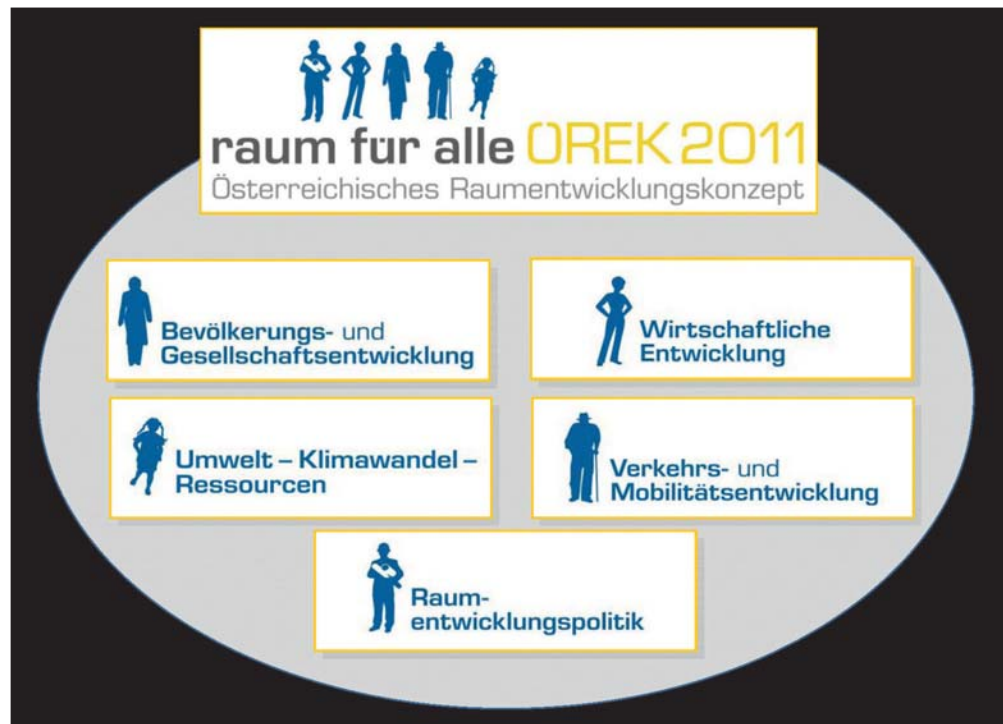 raum für alle ÖREK 2011
Österreichisches Raumentwicklungskonzept
Bevölkerungs- und
Gesellschaftsentwicklung
Wirtschaftliche
Entwicklung
Umwelt – Klimawandel –
Ressourcen
Verkehrs- und
Mobilitätsentwicklung
Raum-
entwicklungspolitik